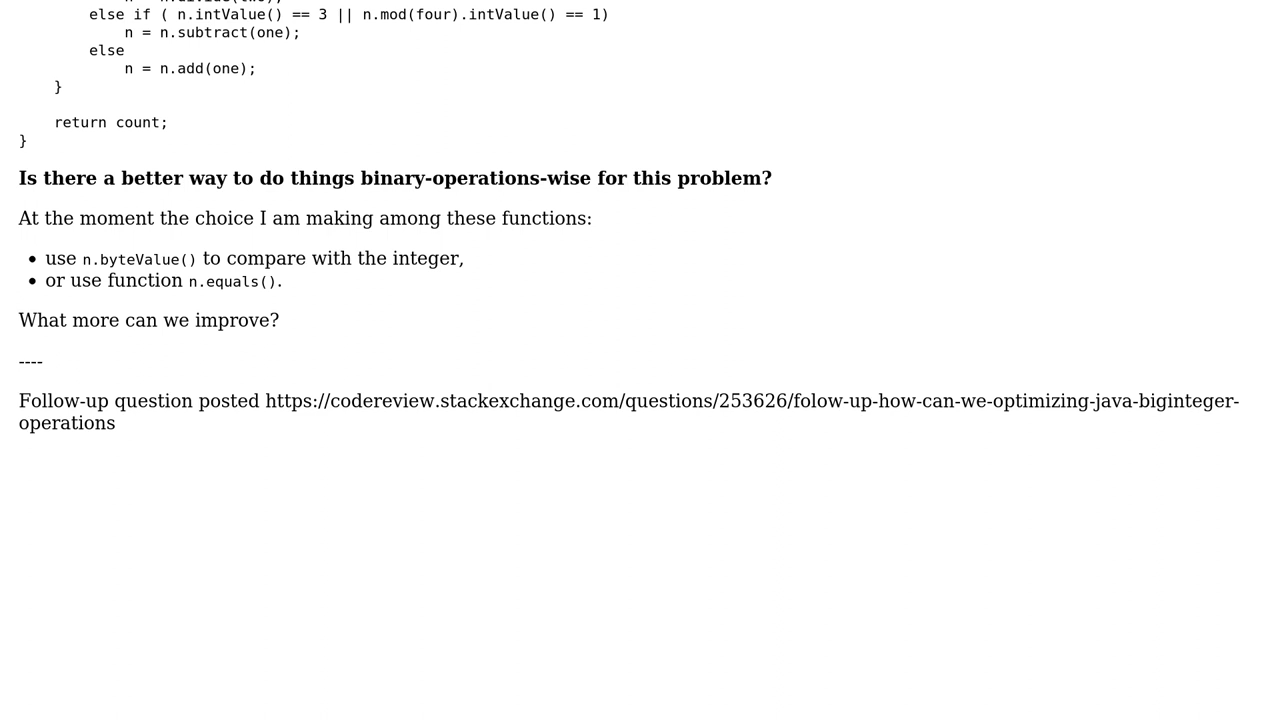 else if ( n.intValue() == 3 || n.mod(four).intValue() == 1)
n = n.subtract(one);
else
n = n.add(one);
}
return count;
}
Is there a better way to do things binary-operations-wise for this problem?
At the moment the choice I am making among these functions:
• use n.byteValue() to compare with the integer,
• or use function n.equals().
What more can we improve?
----
Follow-up question posted https://codereview.stackexchange.com/questions/253626/folow-up-how-can-we-optimizing-java-biginteger-
operations